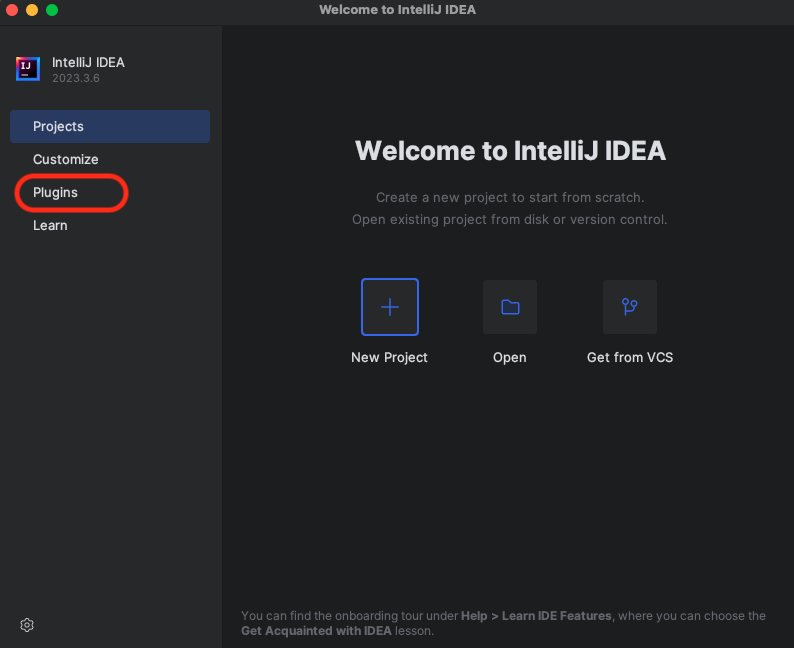 Welcome to IntelliJ IDEA
IJ
IntelliJ IDEA
2023.3.6
Projects
Customize
Plugins
Learn
Welcome to IntelliJ IDEA
Create a new project to start from scratch.
Open existing project from disk or version control.
New Project
Open
Get from VCS
You can find the onboarding tour under Help > Learn IDE Features, where you can choose the
Get Acquainted with IDEA lesson.